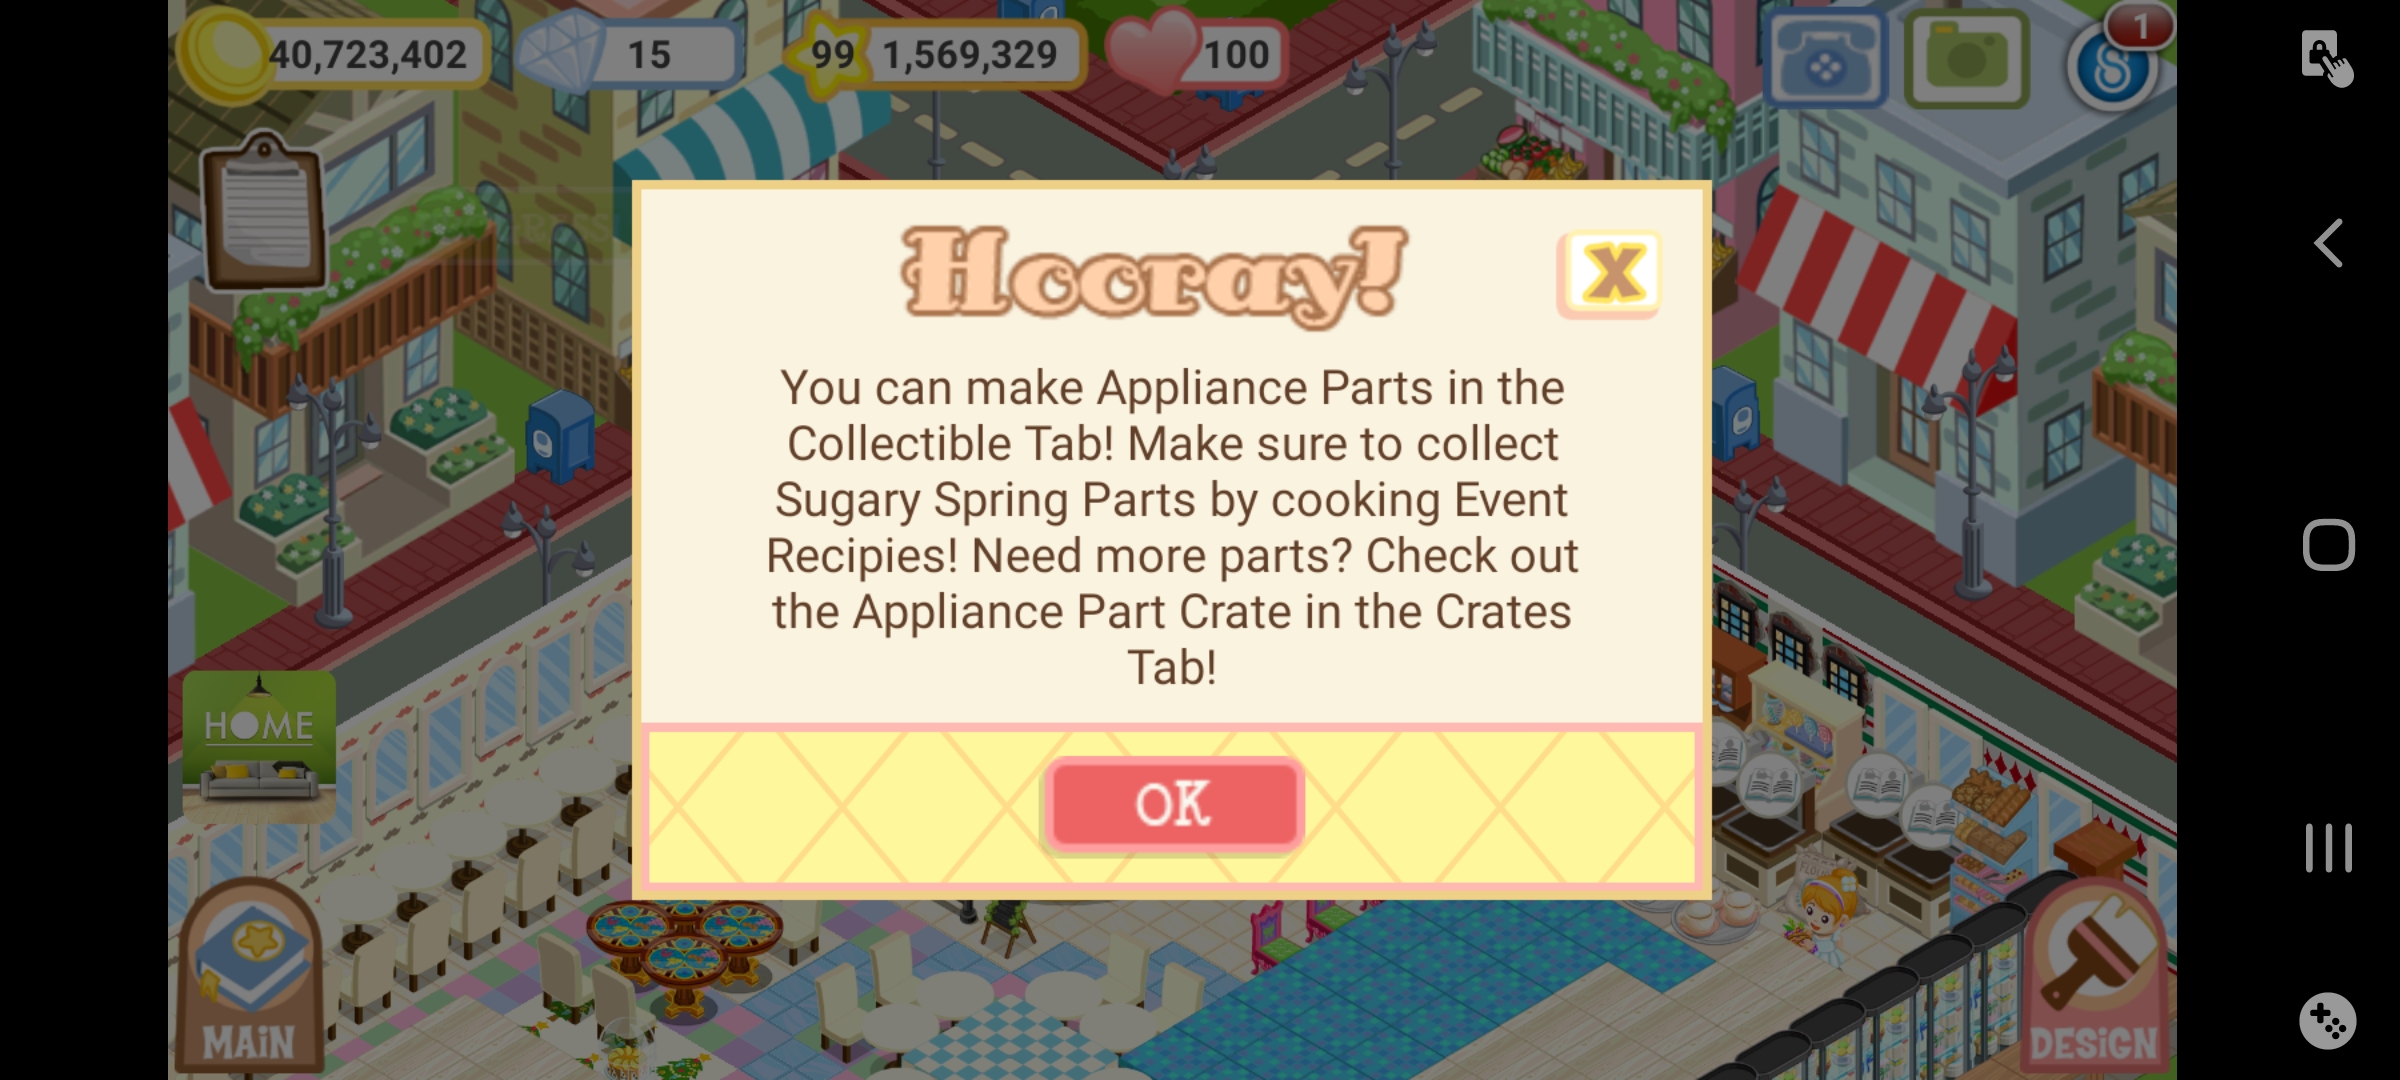 40,723,402
15
99
1,569,329
100
1
Hooray!
X
You can make Appliance Parts in the
Collectible Tab! Make sure to collect
Sugary Spring Parts by cooking Event
Recipies! Need more parts? Check out
the Appliance Part Crate in the Crates
Tab!
HOME
OK
FLOUR
MAiN
DESiGN